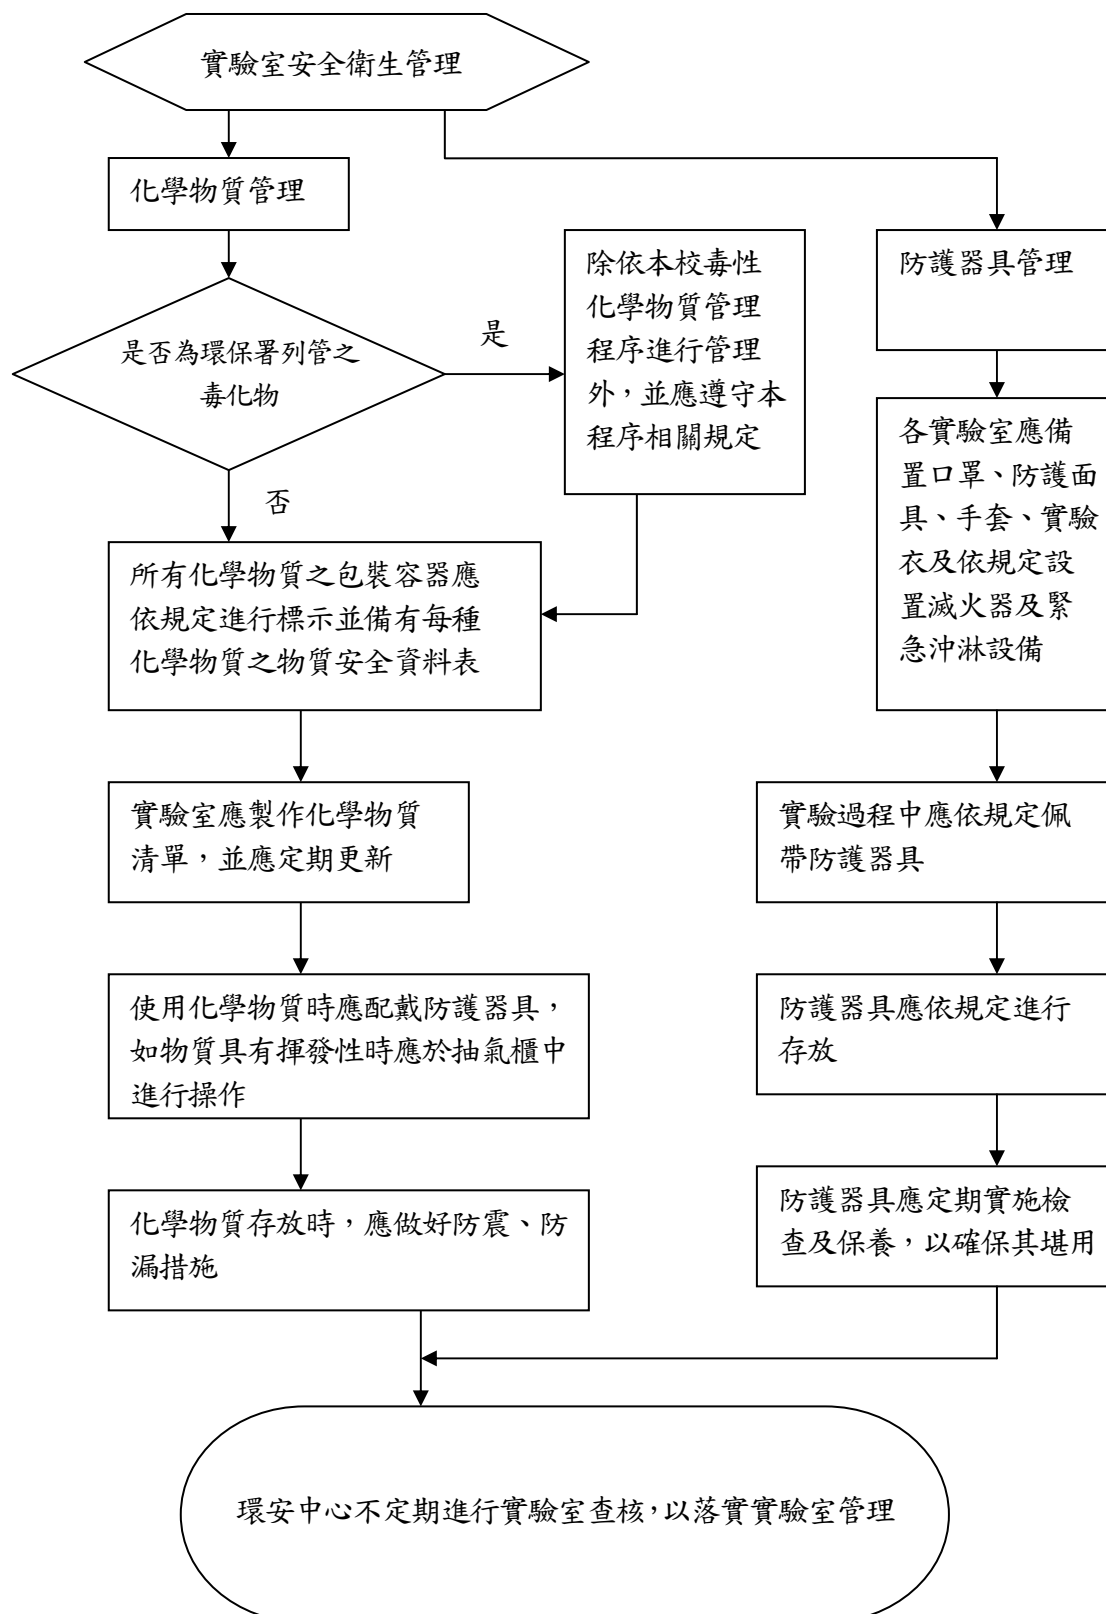 實驗室安全衛生管理
化學物質管理
是否為環保署列管之
毒化物
是
否
除依本校毒性
化學物質管理
程序進行管理
外，並應遵守本
程序相關規定
所有化學物質之包裝容器應
依規定進行標示並備有每種
化學物質之物質安全資料表
實驗室應製作化學物質
清單，並應定期更新
使用化學物質時應配戴防護器具，
如物質具有揮發性時應於抽氣櫃中
進行操作
化學物質存放時，應做好防震、防
漏措施
防護器具管理
各實驗室應備
置口罩、防護面
具、手套、實驗
衣及依規定設
置滅火器及緊
急沖淋設備
實驗過程中應依規定佩
帶防護器具
防護器具應依規定進行
存放
防護器具應定期實施檢
查及保養，以確保其堪用
環安中心不定期進行實驗室查核，以落實實驗室管理